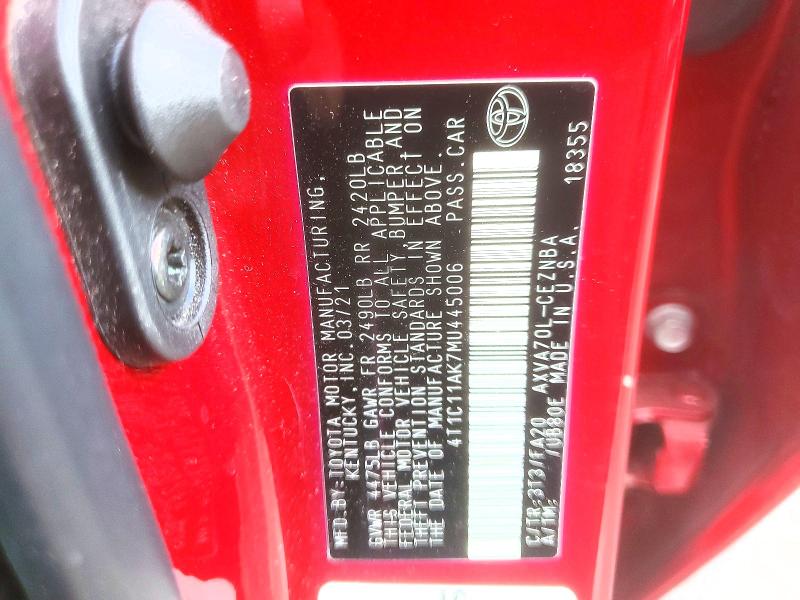 MFD.BY:TOYOTA MOTOR MANUFACTURING,
KENTUCKY,INC.03/21
GVWR 4475LB GAWR FR 2490LB RR 2420LB
THIS VEHICLE CONFORMS TO ALL APPLICABLE
FEDERAL MOTOR VEHICLE SAFETY BUMPER AND
THEFT PREVENTION STANDARDS IN EFFECT ON
THE DATE OF MANUFACTURE SHOWN ABOVE.
4T1C11AK7MU445006 PASS.CAR
C/TR:3T3/FA20 AXVA70L-CEZNBA
A/TM: /UB80E MADE IN U.S.A.
18355